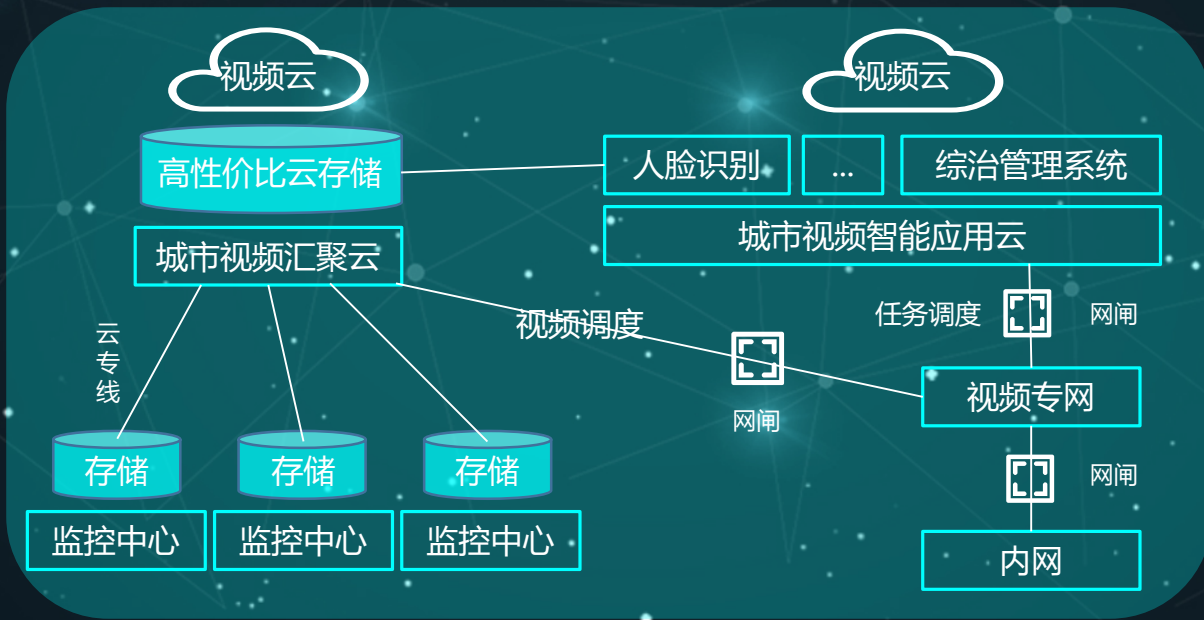 视频云
视频云
高性价比云存储
人脸识别
...
综治管理系统
城市视频汇聚云
城市视频智能应用云
云专线
视频调度
任务调度
网闸
网闸
视频专网
存储
存储
存储
网闸
监控中心
监控中心
监控中心
内网